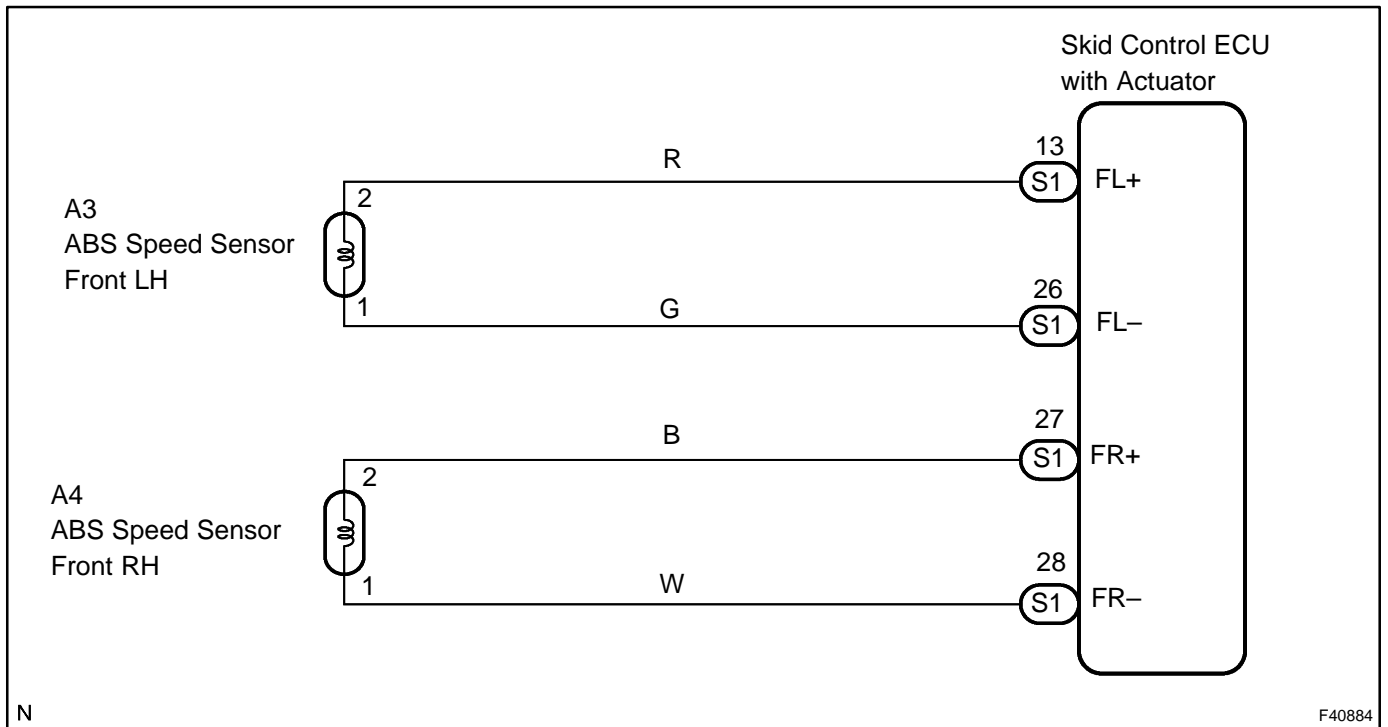 Skid Control ECU
with Actuator
A3
ABS Speed Sensor
Front LH
2
R
13
S1
FL+
1
G
26
S1
FL–
A4
ABS Speed Sensor
Front RH
2
B
27
S1
FR+
1
W
28
S1
FR–
N
F40884